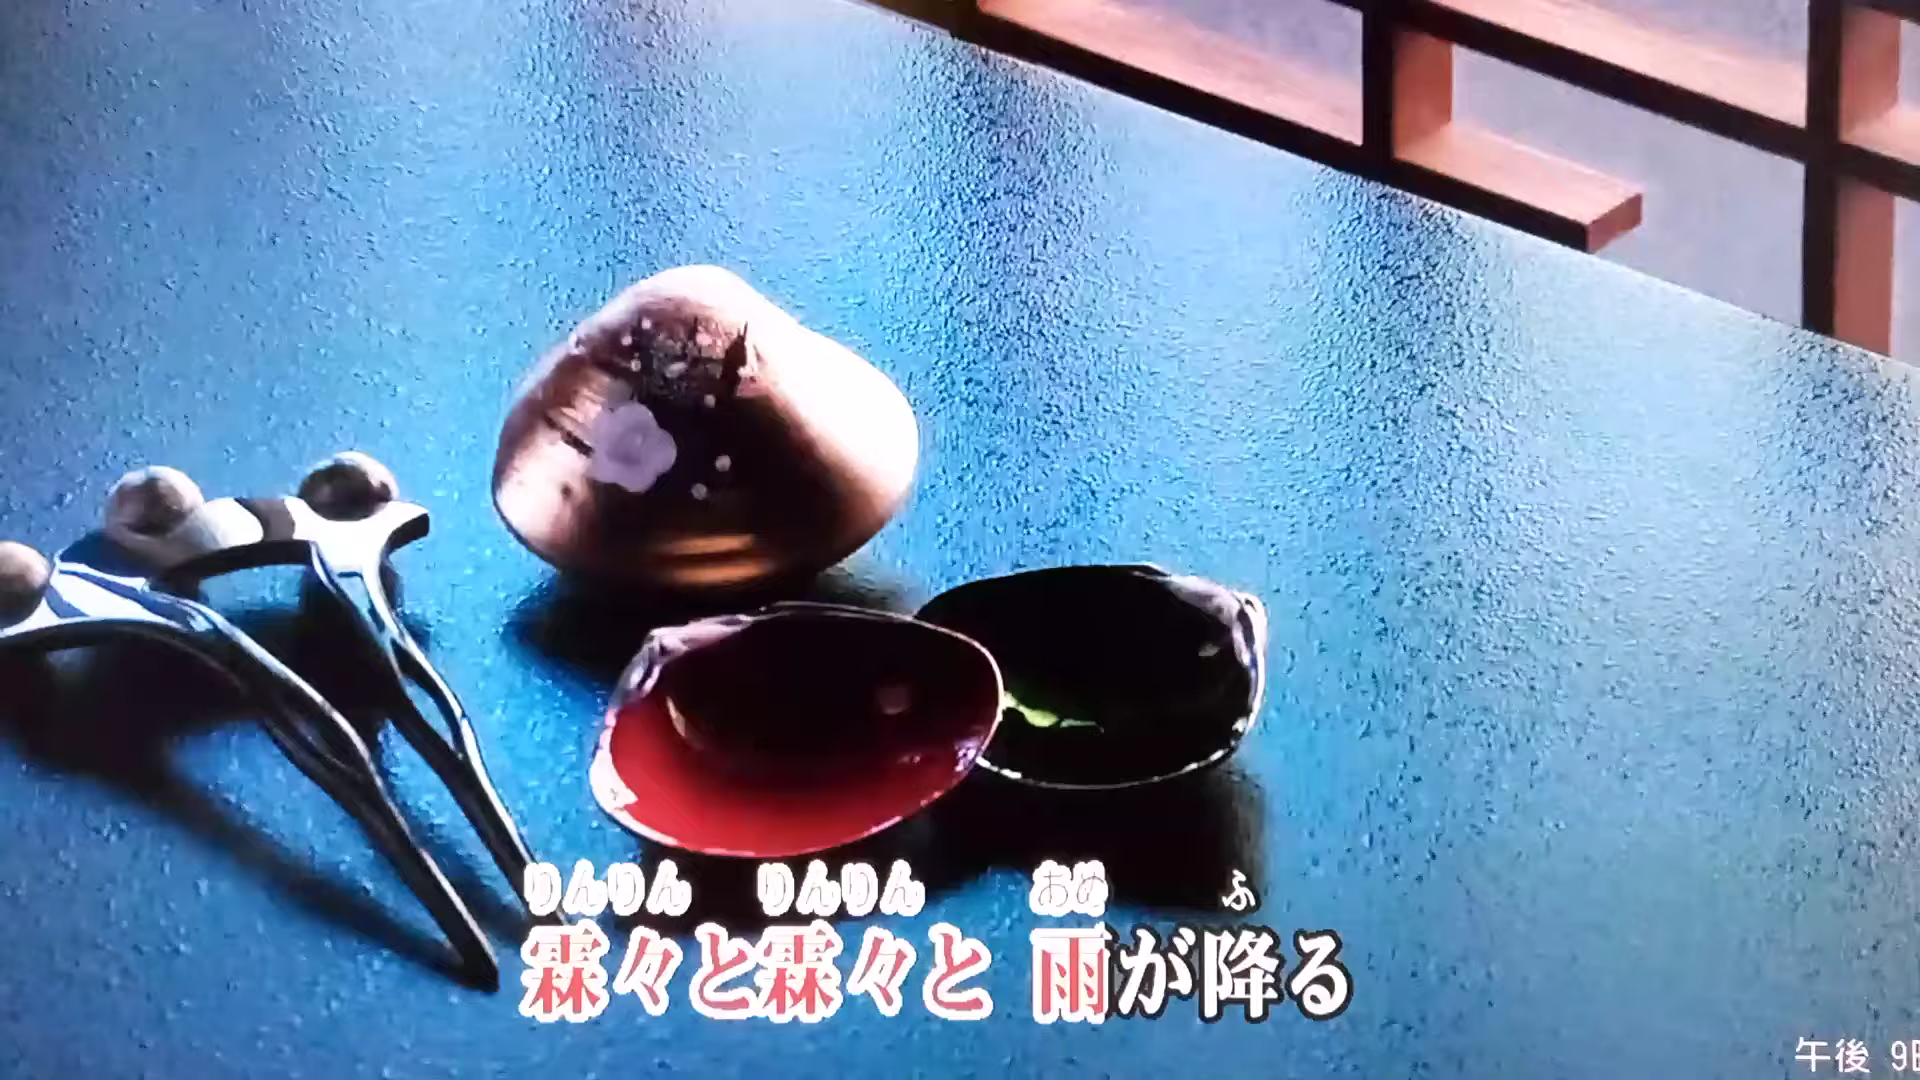 りんりん りんりん あめ ふ
霖々と霖々と 雨が降る
午後 9